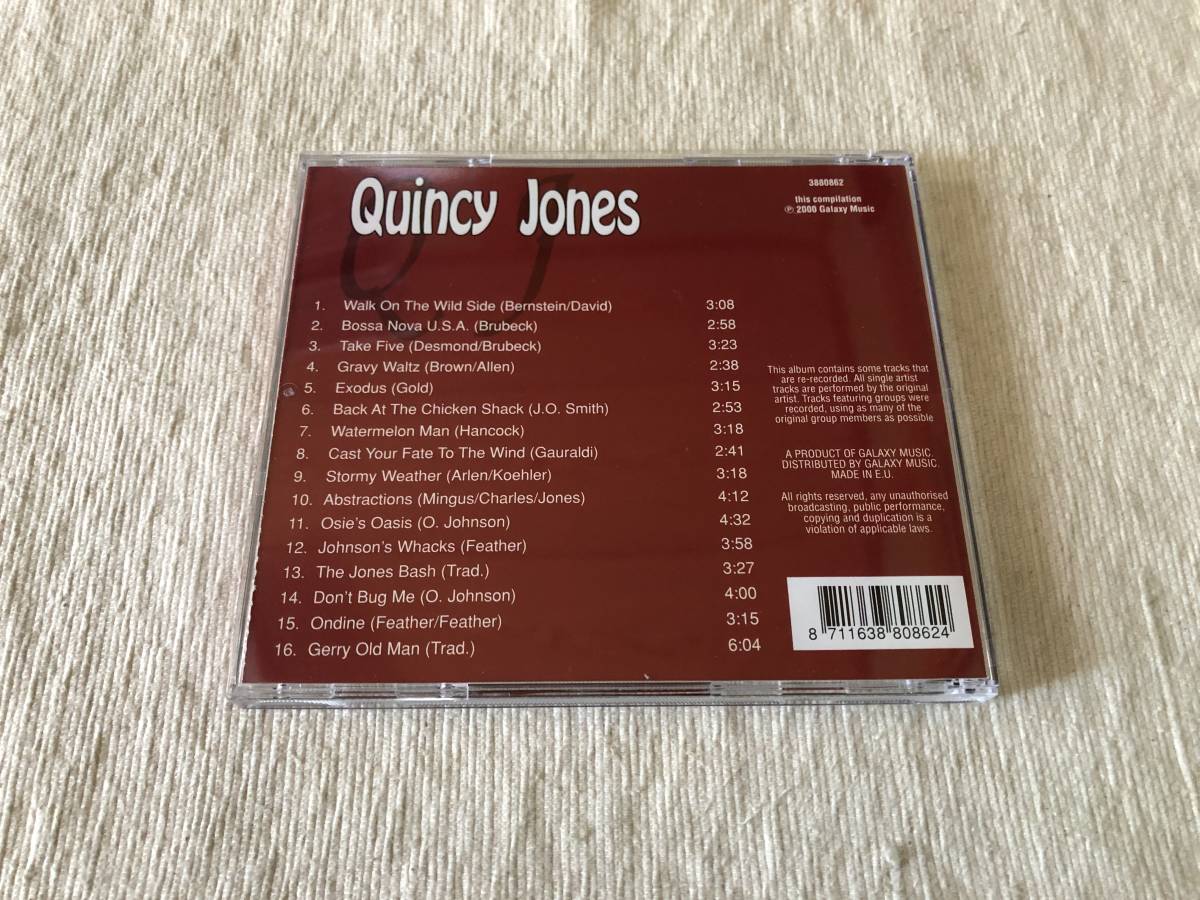 Quincy Jones
3880862
this compilation
℗ 2000 Galaxy Music
1. Walk On The Wild Side (Bernstein/David) 3:08
2. Bossa Nova U.S.A. (Brubeck) 2:58
3. Take Five (Desmond/Brubeck) 3:23
4. Gravy Waltz (Brown/Allen) 2:38
5. Exodus (Gold) 3:15
6. Back At The Chicken Shack (J.O. Smith) 2:53
7. Watermelon Man (Hancock) 3:18
8. Cast Your Fate To The Wind (Gauraldi) 2:41
9. Stormy Weather (Arlen/Koehler) 3:18
10. Abstractions (Mingus/Charles/Jones) 4:12
11. Osie's Oasis (O. Johnson) 4:32
12. Johnson's Whacks (Feather) 3:58
13. The Jones Bash (Trad.) 3:27
14. Don't Bug Me (O. Johnson) 4:00
15. Ondine (Feather/Feather) 3:15
16. Gerry Old Man (Trad.) 6:04
This album contains some tracks that
are re-recorded. All single artist
tracks are performed by the original
artist. Tracks featuring groups were
recorded, using as many of the
original group members as possible
A PRODUCT OF GALAXY MUSIC.
DISTRIBUTED BY GALAXY MUSIC.
MADE IN E.U.
All rights reserved, any unauthorised
broadcasting, public performance,
copying and duplication is a
violation of applicable laws.
8 711638 808624